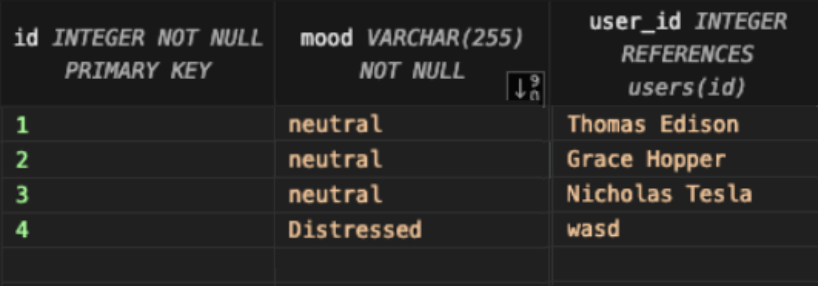 id INTEGER NOT NULL PRIMARY KEY
mood VARCHAR(255) NOT NULL
user_id INTEGER REFERENCES users(id)
1 neutral Thomas Edison
2 neutral Grace Hopper
3 neutral Nicholas Tesla
4 Distressed wasd